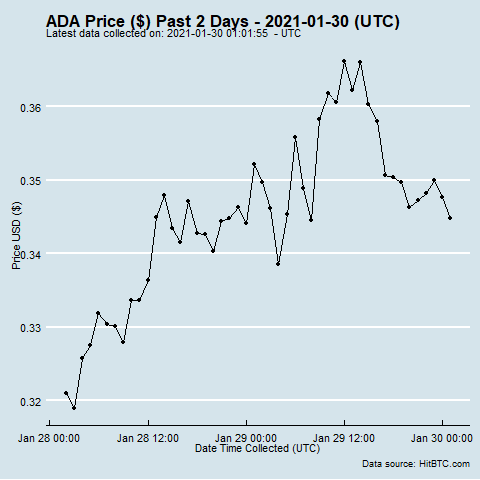 ADA Price ($) Past 2 Days - 2021-01-30 (UTC)
Latest data collected on: 2021-01-30 01:01:55 - UTC
0.36
0.35
0.34
0.33
0.32
Price USD ($)
Jan 28 00:00 Jan 28 12:00 Jan 29 00:00 Jan 29 12:00 Jan 30 00:00
Date Time Collected (UTC)
Data source: HitBTC.com